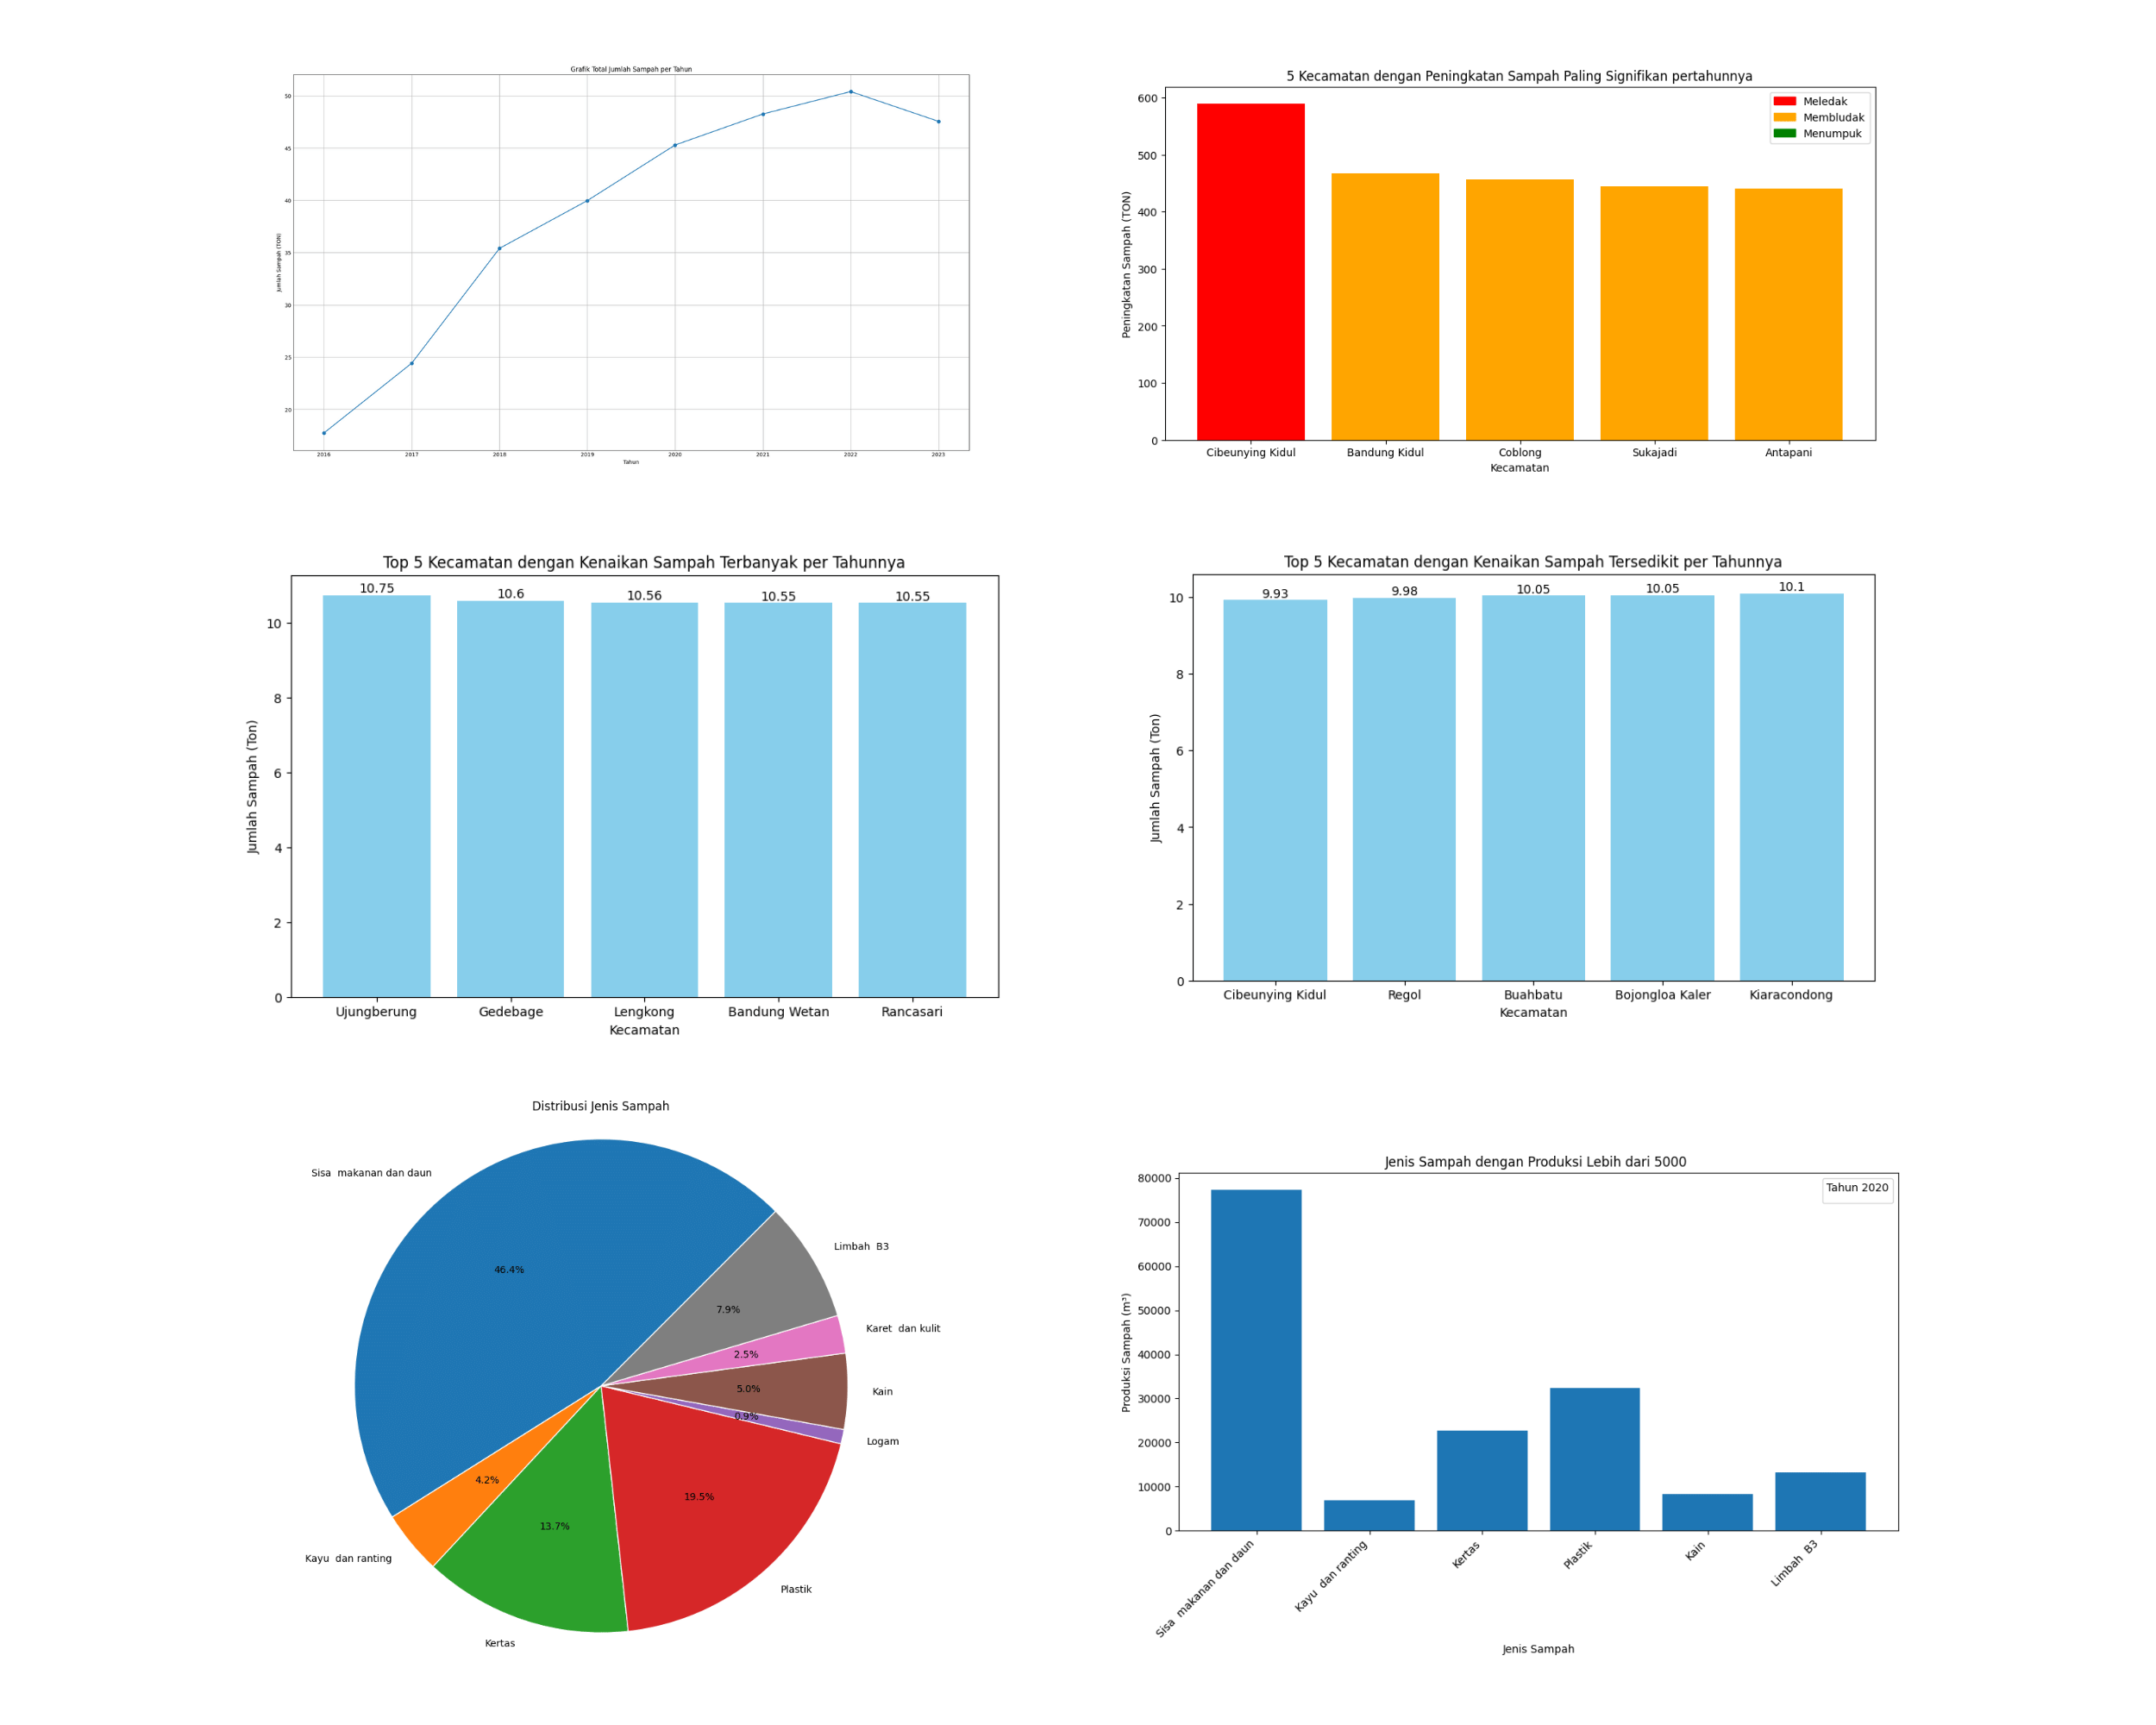 Grafik Total Jumlah Sampah per Tahun
50
45
40
35
30
25
20
Jumlah Sampah (TON)
2016 2017 2018 2019 2020 2021 2022 2023
Tahun
5 Kecamatan dengan Peningkatan Sampah Paling Signifikan pertahunnya
Meledak
Membludak
Menumpuk
600
500
400
300
200
100
0
Peningkatan Sampah (TON)
Cibeunying Kidul Bandung Kidul Coblong Sukajadi Antapani
Kecamatan
Top 5 Kecamatan dengan Kenaikan Sampah Terbanyak per Tahunnya
10.75 10.6 10.56 10.55 10.55
10
8
6
4
2
0
Jumlah Sampah (Ton)
Ujungberung Gedebage Lengkong Bandung Wetan Rancasari
Kecamatan
Top 5 Kecamatan dengan Kenaikan Sampah Tersedikit per Tahunnya
9.93 9.98 10.05 10.05 10.1
10
8
6
4
2
0
Jumlah Sampah (Ton)
Cibeunying Kidul Regol Buahbatu Bojongloa Kaler Kiaracondong
Kecamatan
Distribusi Jenis Sampah
Sisa makanan dan daun
46.4%
Limbah B3
7.9%
Karet dan kulit
2.5%
Kain
5.0%
Logam
0.9%
4.2%
Kayu dan ranting
13.7%
Kertas
19.5%
Plastik
Jenis Sampah dengan Produksi Lebih dari 5000
Tahun 2020
80000
70000
60000
50000
40000
30000
20000
10000
0
Produksi Sampah (m³)
Sisa makanan dan daun
Kayu dan ranting
Kertas
Plastik
Kain
Limbah B3
Jenis Sampah